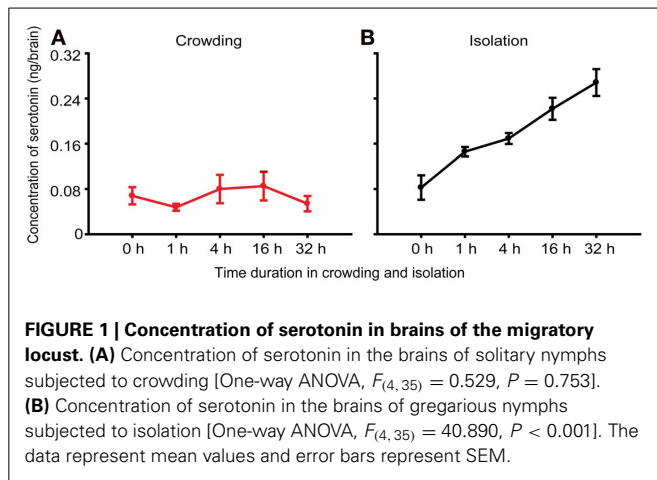 A
Crowding
B
Isolation
Concentration of serotonin (ng/brain)
0.32
0.24
0.16
0.08
0
0 h 1 h 4 h 16 h 32 h
0 h 1 h 4 h 16 h 32 h
Time duration in crowding and isolation
FIGURE 1 | Concentration of serotonin in brains of the migratory
locust. (A) Concentration of serotonin in the brains of solitary nymphs
subjected to crowding [One-way ANOVA, F(4, 35) = 0.529, P = 0.753].
(B) Concentration of serotonin in the brains of gregarious nymphs
subjected to isolation [One-way ANOVA, F(4, 35) = 40.890, P < 0.001]. The
data represent mean values and error bars represent SEM.